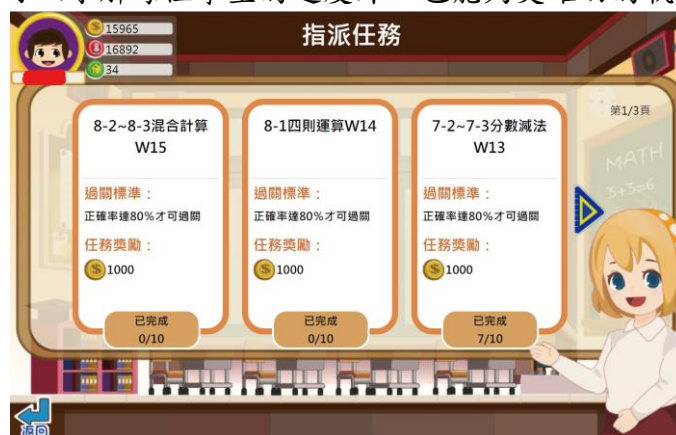 15965
16892
34
指派任務
第1/3頁
8-2~8-3混合計算
W15
過關標準：
正確率達80%才可過關
任務獎勵：
1000
已完成
0/10
8-1四則運算W14
過關標準：
正確率達80%才可過關
任務獎勵：
1000
已完成
0/10
7-2~7-3分數減法
W13
過關標準：
正確率達80%才可過關
任務獎勵：
1000
已完成
7/10
MATH
3+3=6
返回